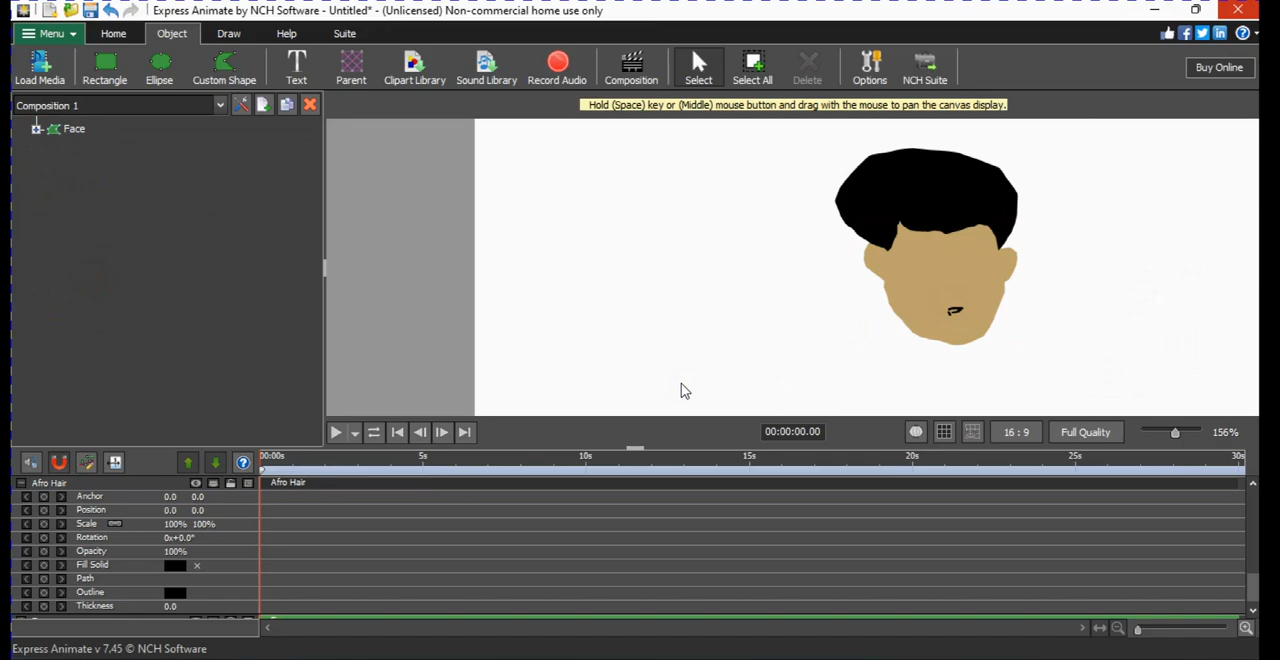 Express Animate by NCH Software - Untitled* - (Unlicensed) Non-commercial home use only
Menu Home Object Draw Help Suite
Load Media Rectangle Ellipse Custom Shape Text Parent Clipart Library Sound Library Record Audio Composition Select Select All Delete Options NCH Suite Buy Online
Composition 1
Hold (Space) key or (Middle) mouse button and drag with the mouse to pan the canvas display.
Face
00:00:00.00 16 : 9 Full Quality 156%
00:00s 5s 10s 15s 20s 25s 30s
Afro Hair Afro Hair
Anchor 0.0 0.0
Position 0.0 0.0
Scale 100% 100%
Rotation 0x+0.0°
Opacity 100%
Fill Solid
Path
Outline
Thickness 0.0
Express Animate v 7.45 © NCH Software